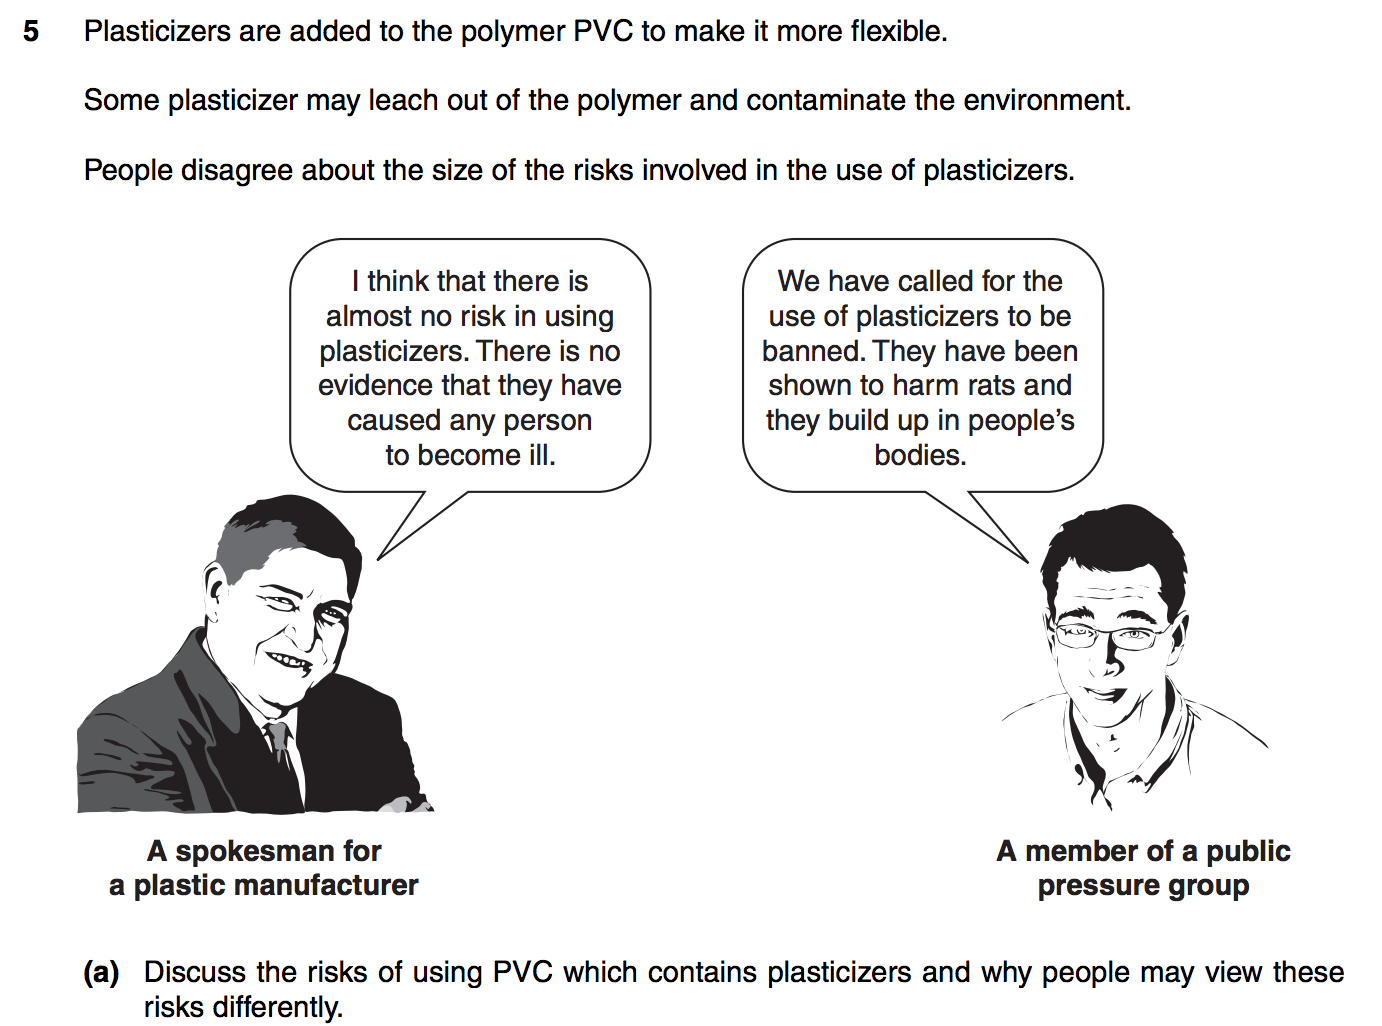 5 Plasticizers are added to the polymer PVC to make it more flexible.
Some plasticizer may leach out of the polymer and contaminate the environment.
People disagree about the size of the risks involved in the use of plasticizers.
I think that there is
almost no risk in using
plasticizers. There is no
evidence that they have
caused any person
to become ill.
We have called for the
use of plasticizers to be
banned. They have been
shown to harm rats and
they build up in people's
bodies.
A spokesman for
a plastic manufacturer
A member of a public
pressure group
(a) Discuss the risks of using PVC which contains plasticizers and why people may view these
risks differently.